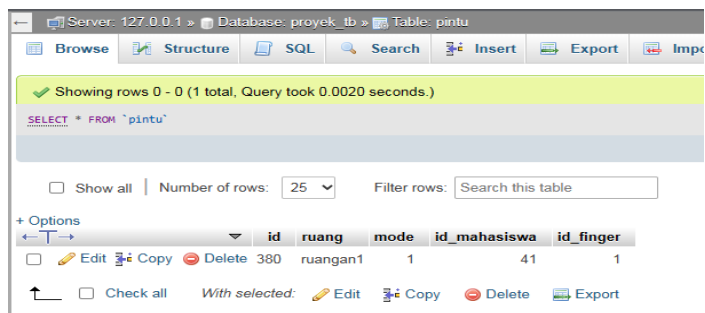 ← Server: 127.0.0.1 » Database: proyek_tb » Table: pintu
Browse Structure SQL Search Insert Export Impo
Showing rows 0 - 0 (1 total, Query took 0.0020 seconds.)
SELECT * FROM `pintu`
Show all | Number of rows: 25 Filter rows: Search this table
+ Options
←T→ ▼ id ruang mode id_mahasiswa id_finger
Edit Copy Delete 380 ruangan1 1 41 1
Check all With selected: Edit Copy Delete Export